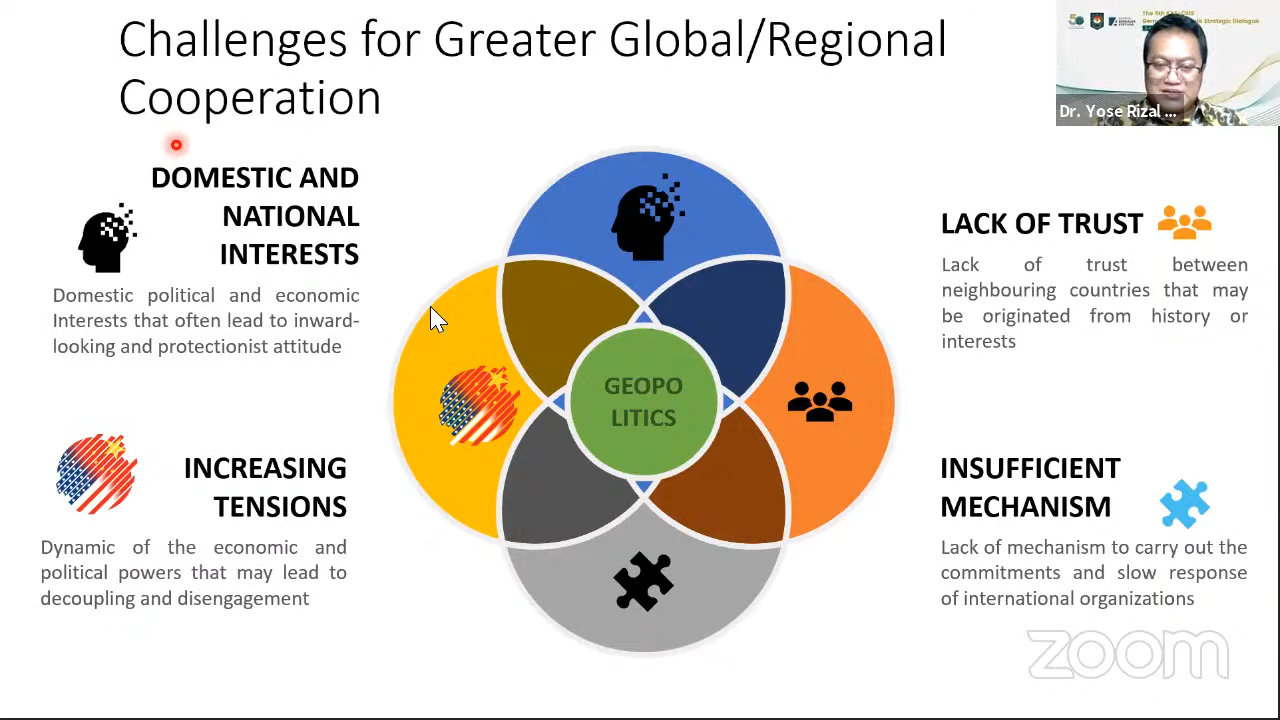 Challenges for Greater Global/Regional
Cooperation
The 5th KAS-CSIS
Dr. Yose Rizal ...
DOMESTIC AND
NATIONAL
INTERESTS
Domestic political and economic
Interests that often lead to inward-
looking and protectionist attitude
INCREASING
TENSIONS
Dynamic of the economic and
political powers that may lead to
decoupling and disengagement
GEOPO
LITICS
LACK OF TRUST
Lack of trust between
neighbouring countries that may
be originated from history or
interests
INSUFFICIENT
MECHANISM
Lack of mechanism to carry out the
commitments and slow response
of international organizations
zoom